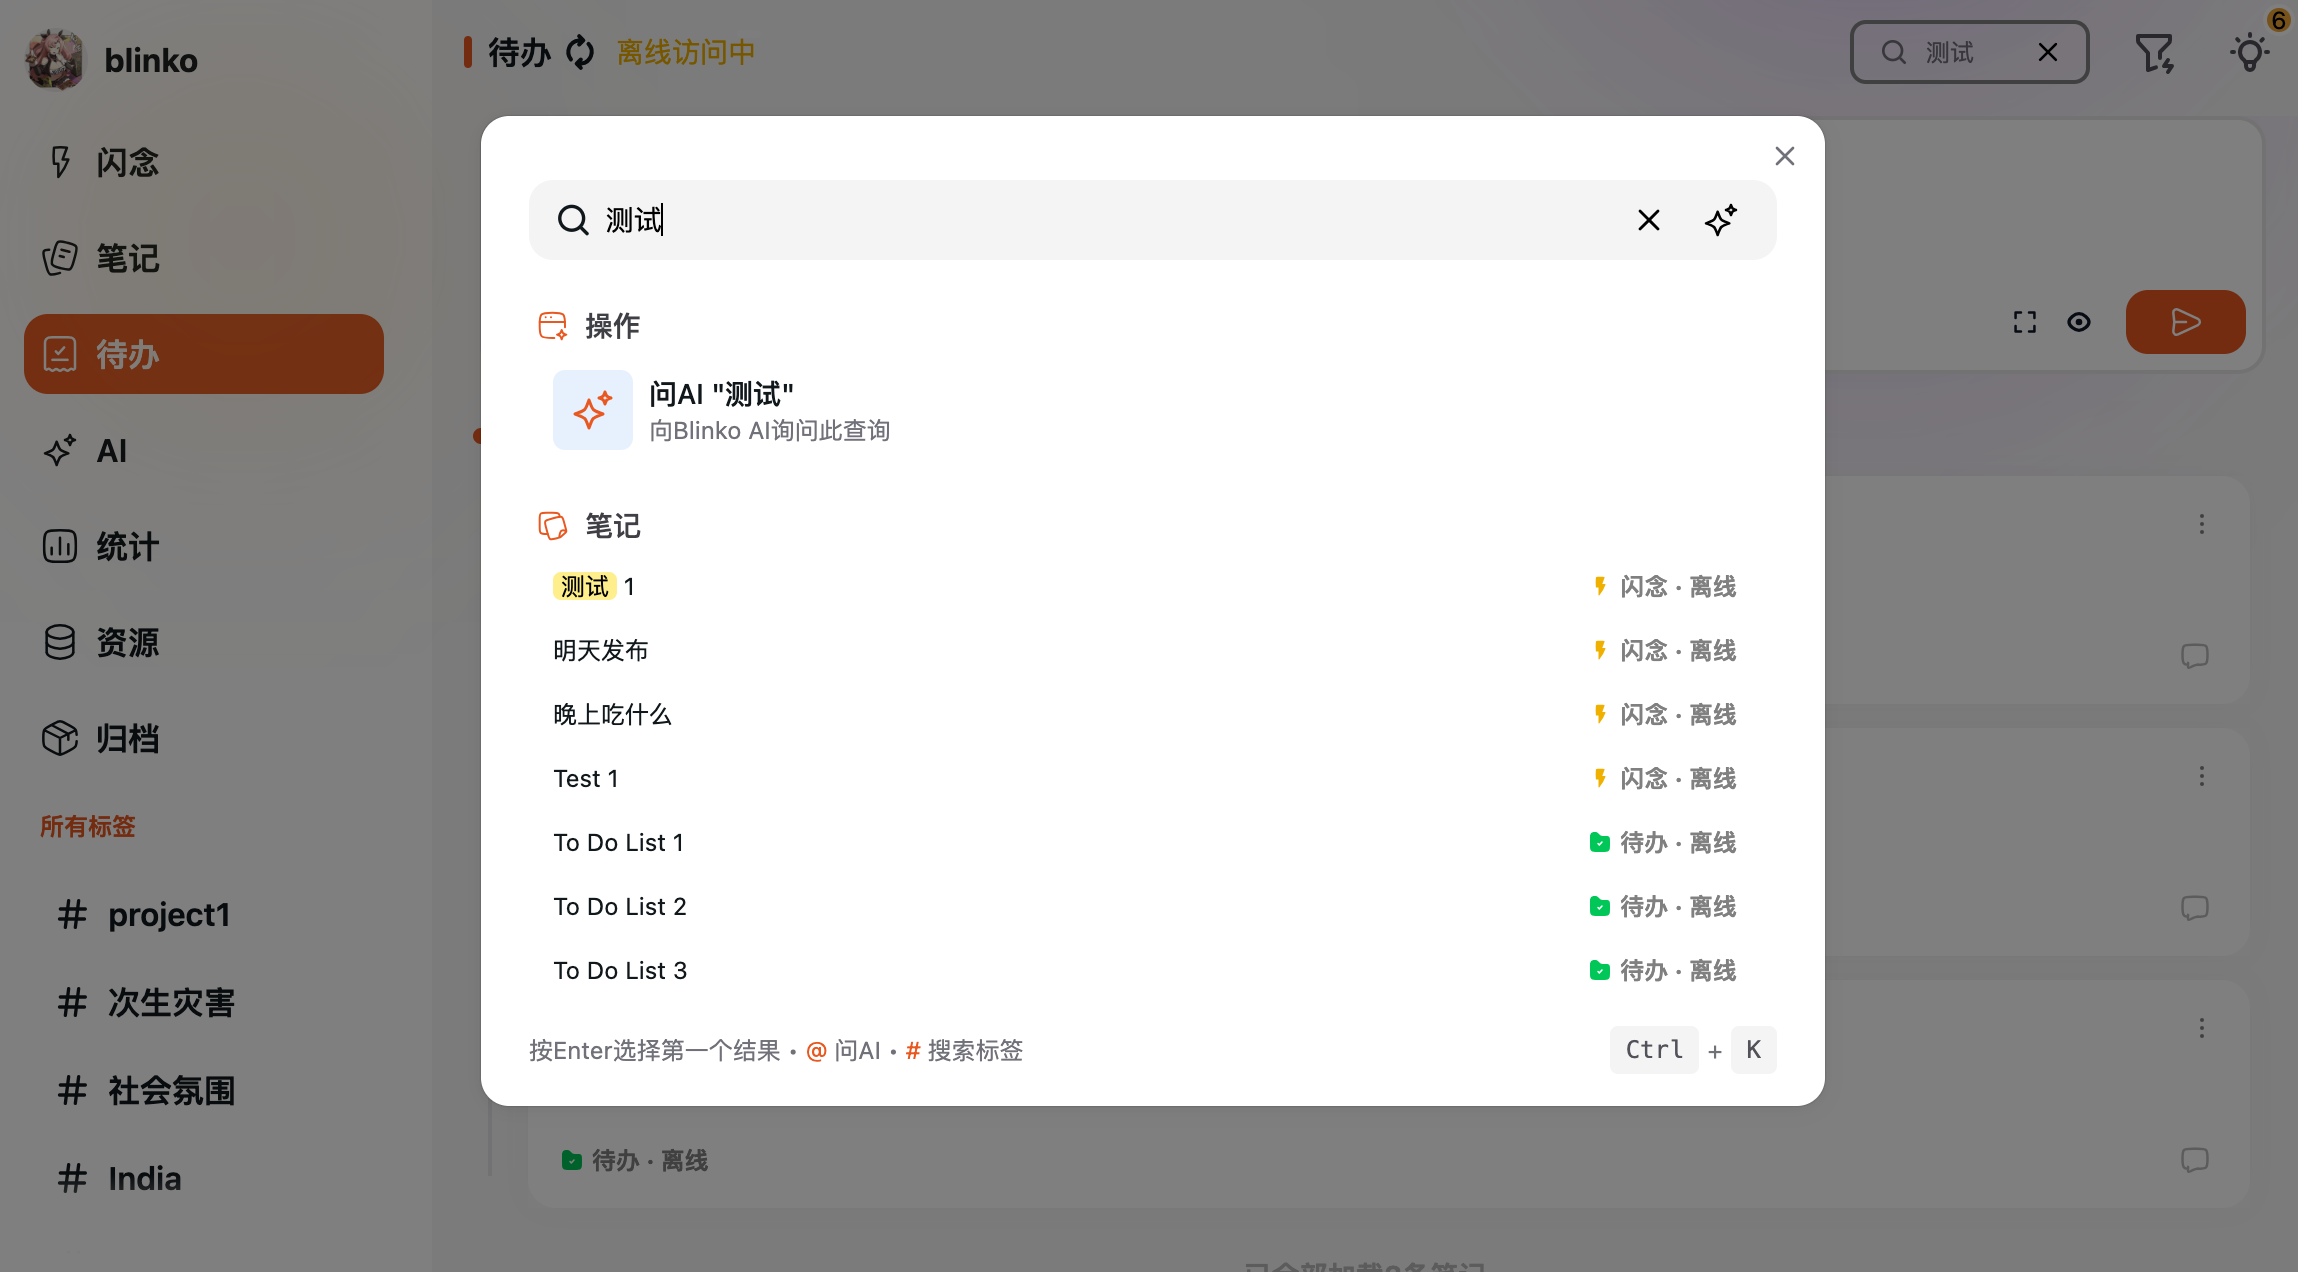 blinko
闪念
笔记
待办
AI
统计
资源
归档
所有标签
# project1
# 次生灾害
# 社会氛围
# India
待办 离线访问中
测试
6
测试
操作
问AI "测试"
向Blinko AI询问此查询
笔记
测试 1 闪念 · 离线
明天发布 闪念 · 离线
晚上吃什么 闪念 · 离线
Test 1 闪念 · 离线
To Do List 1 待办 · 离线
To Do List 2 待办 · 离线
To Do List 3 待办 · 离线
按Enter选择第一个结果 • @ 问AI • # 搜索标签 Ctrl + K
待办 · 离线